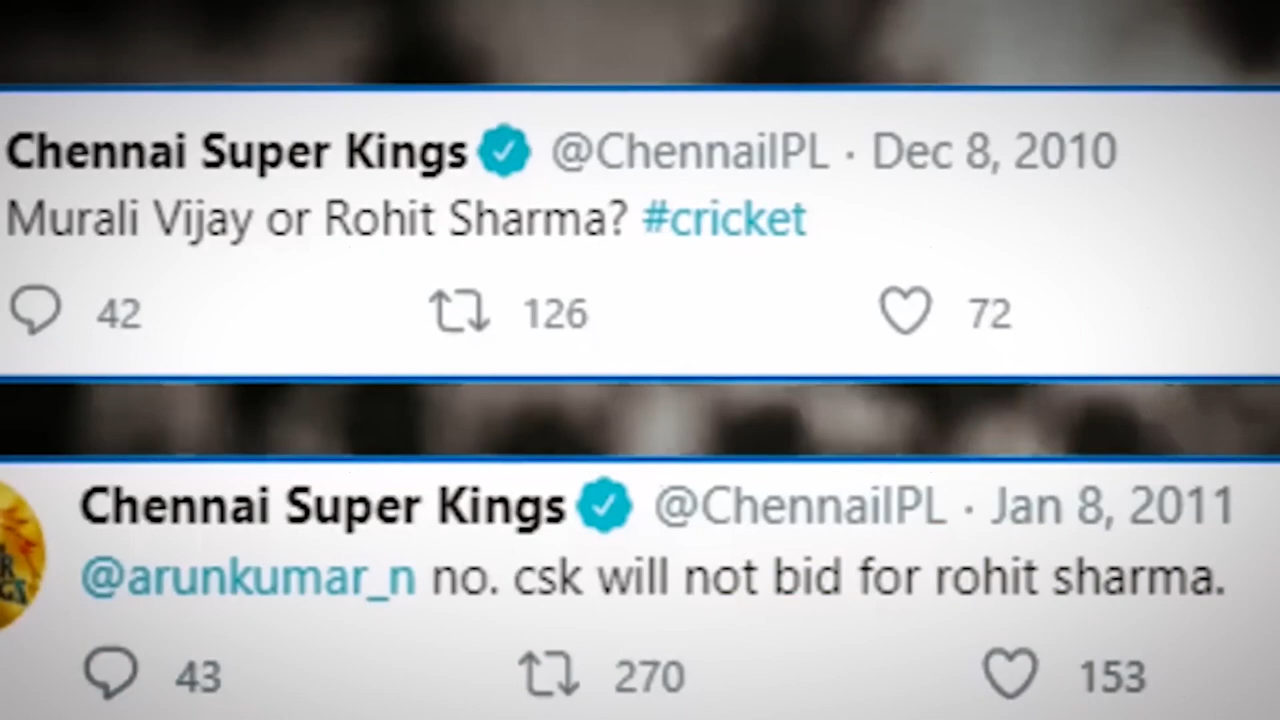 Chennai Super Kings @ChennaiIPL · Dec 8, 2010
Murali Vijay or Rohit Sharma? #cricket
42 126 72
Chennai Super Kings @ChennaiIPL · Jan 8, 2011
@arunkumar_n no. csk will not bid for rohit sharma.
43 270 153